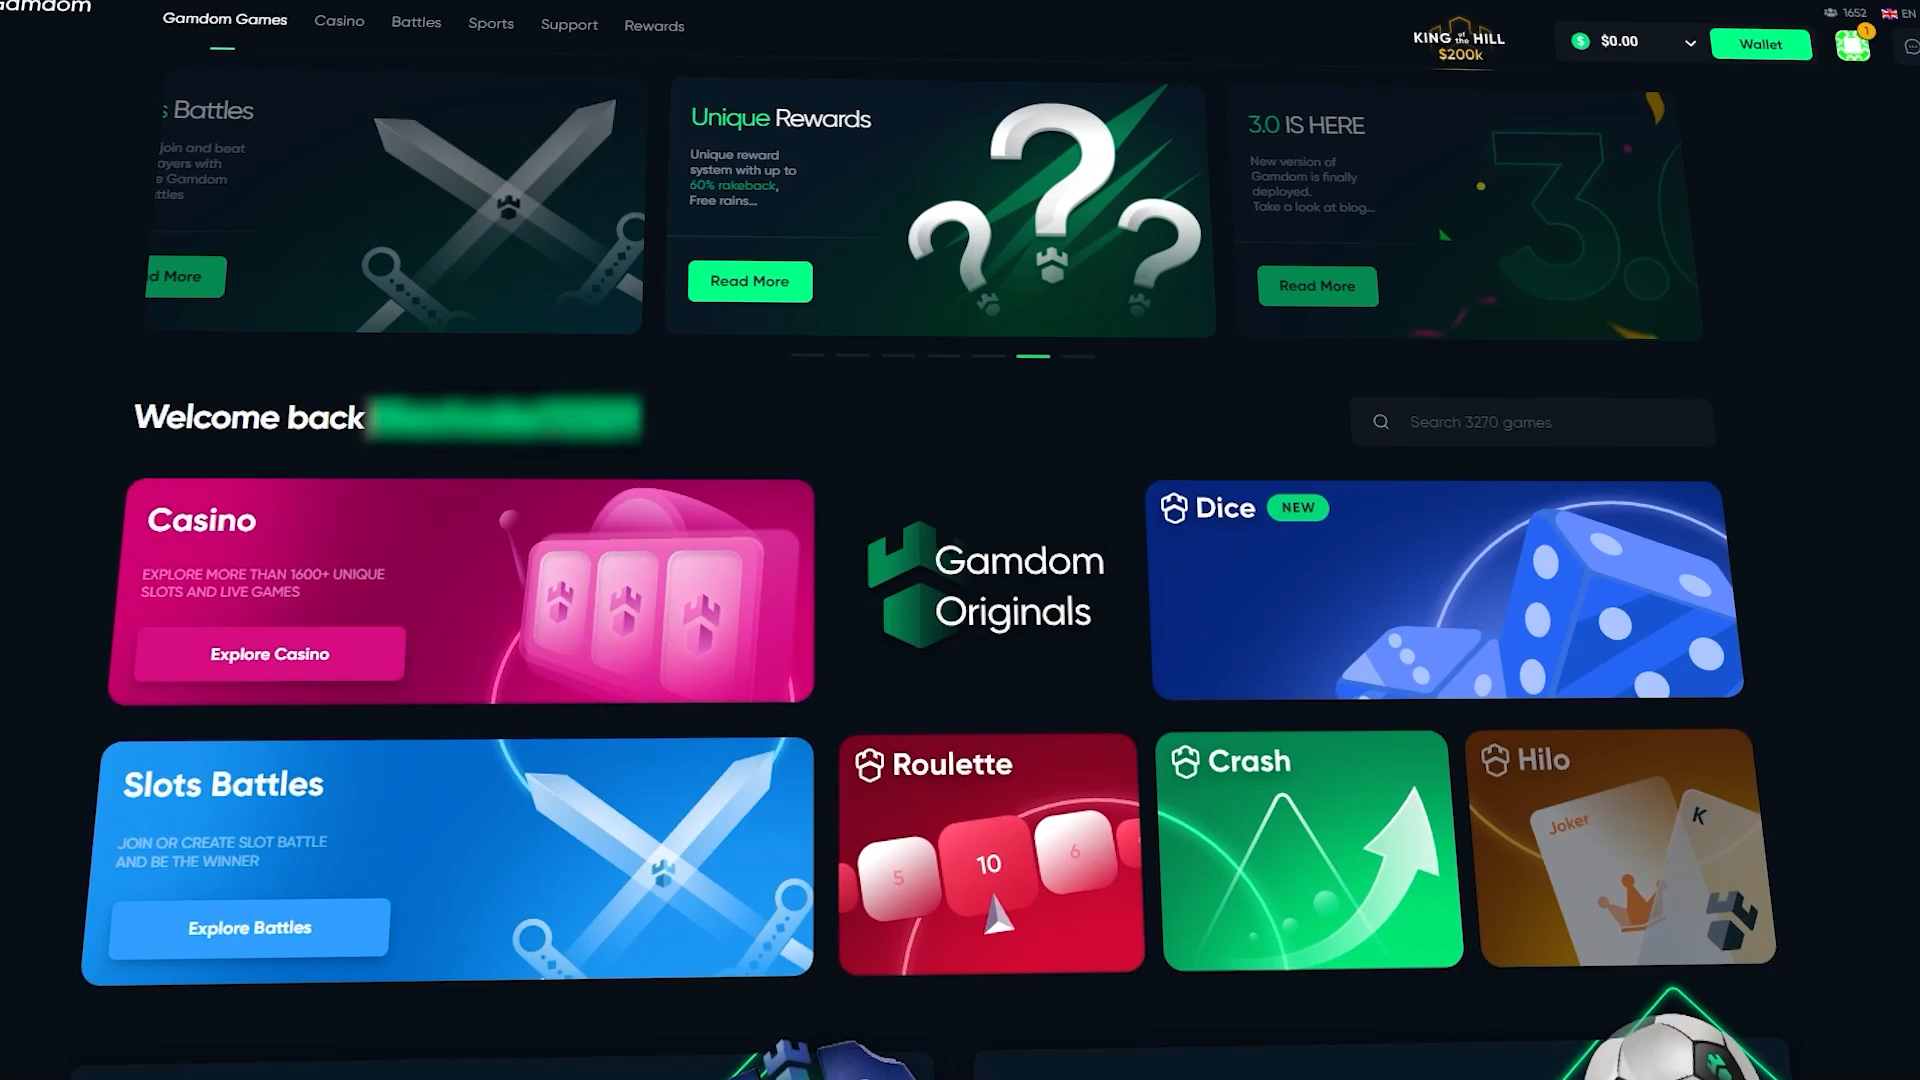 Gamdom Games
Casino
Battles
Sports
Support
Rewards
KING of the HILL
$200k
$0.00
Wallet
1652
EN
1
Battles
join and beat
ayers with
e Gamdom
ttles
d More
Unique Rewards
Unique reward
system with up to
60% rakeback,
Free rains...
Read More
3.0 IS HERE
New version of
Gamdom is finally
deployed.
Take a look at blog...
Read More
3.
Welcome back
Search 3270 games
Casino
EXPLORE MORE THAN 1600+ UNIQUE
SLOTS AND LIVE GAMES
Explore Casino
Gamdom
Originals
Dice
NEW
Slots Battles
JOIN OR CREATE SLOT BATTLE
AND BE THE WINNER
Explore Battles
Roulette
5
10
6
Crash
Hilo
Joker
K